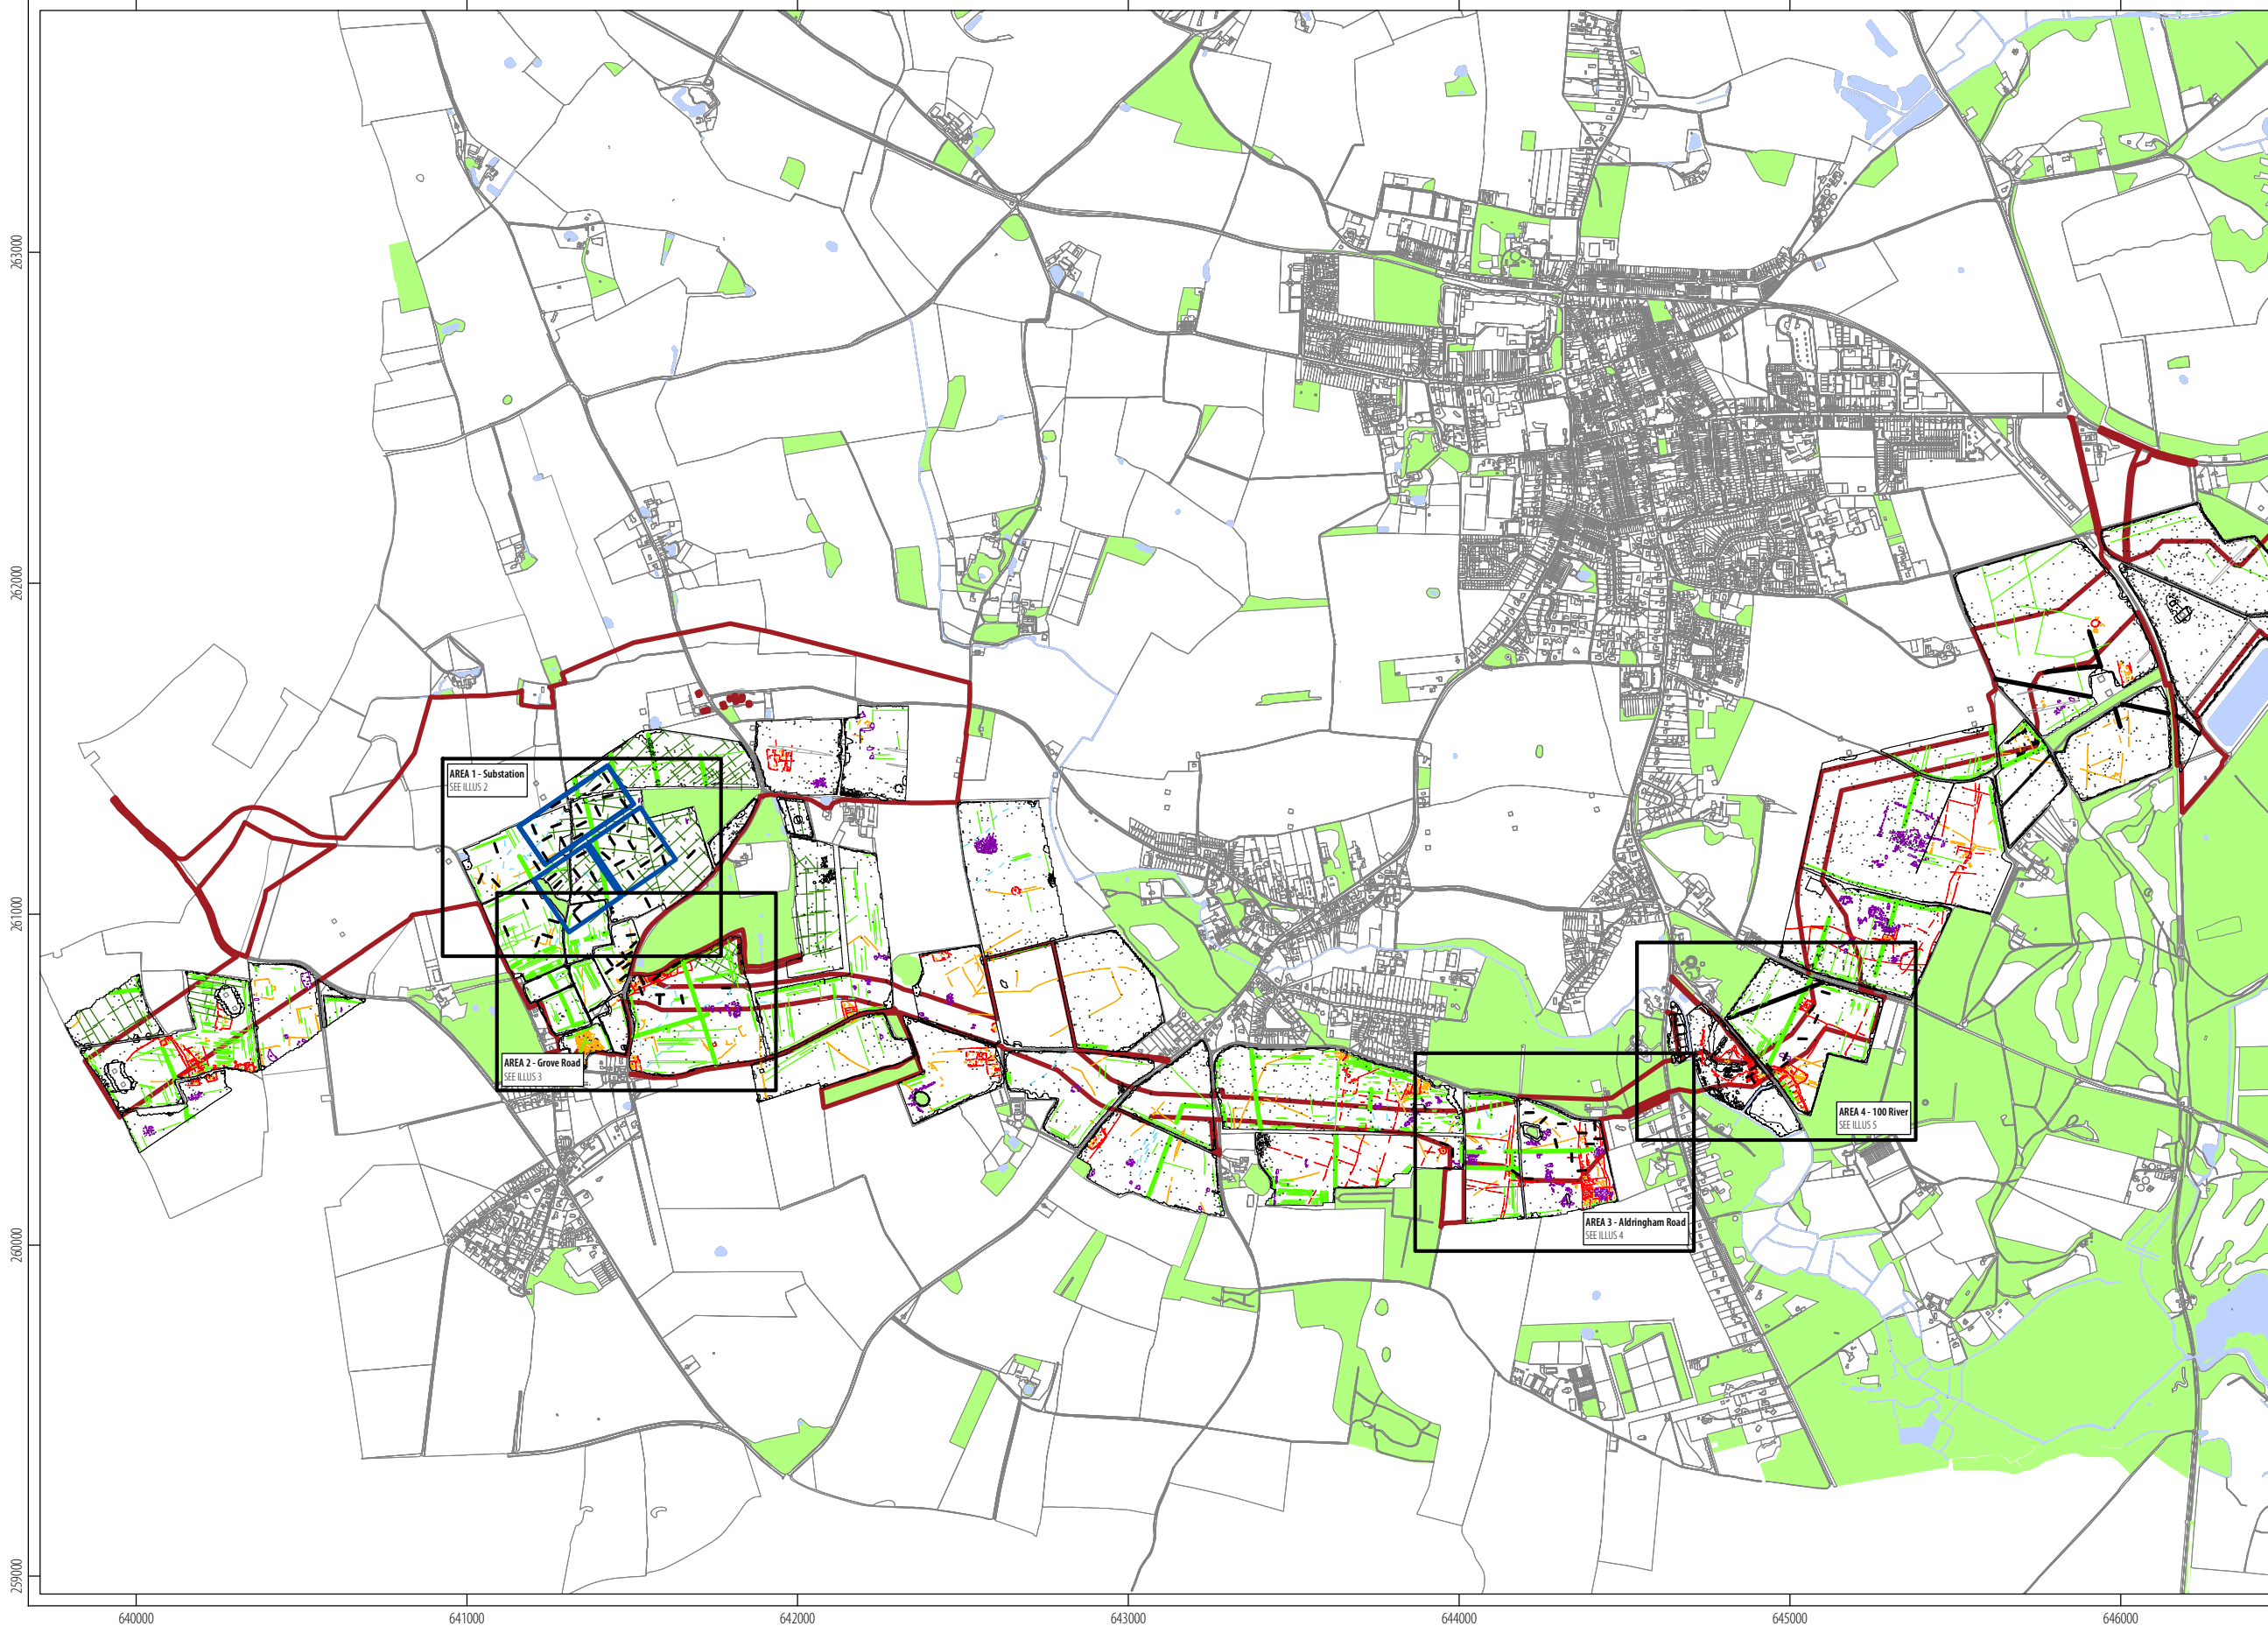 263000
262000
261000
260000
259000
AREA 1 - Substation
SEE ILLUS 2
AREA 2 - Grove Road
SEE ILLUS 3
AREA 4 - 100 River
SEE ILLUS 5
AREA 3 - Aldringham Road
SEE ILLUS 4
640000
641000
642000
643000
644000
645000
646000